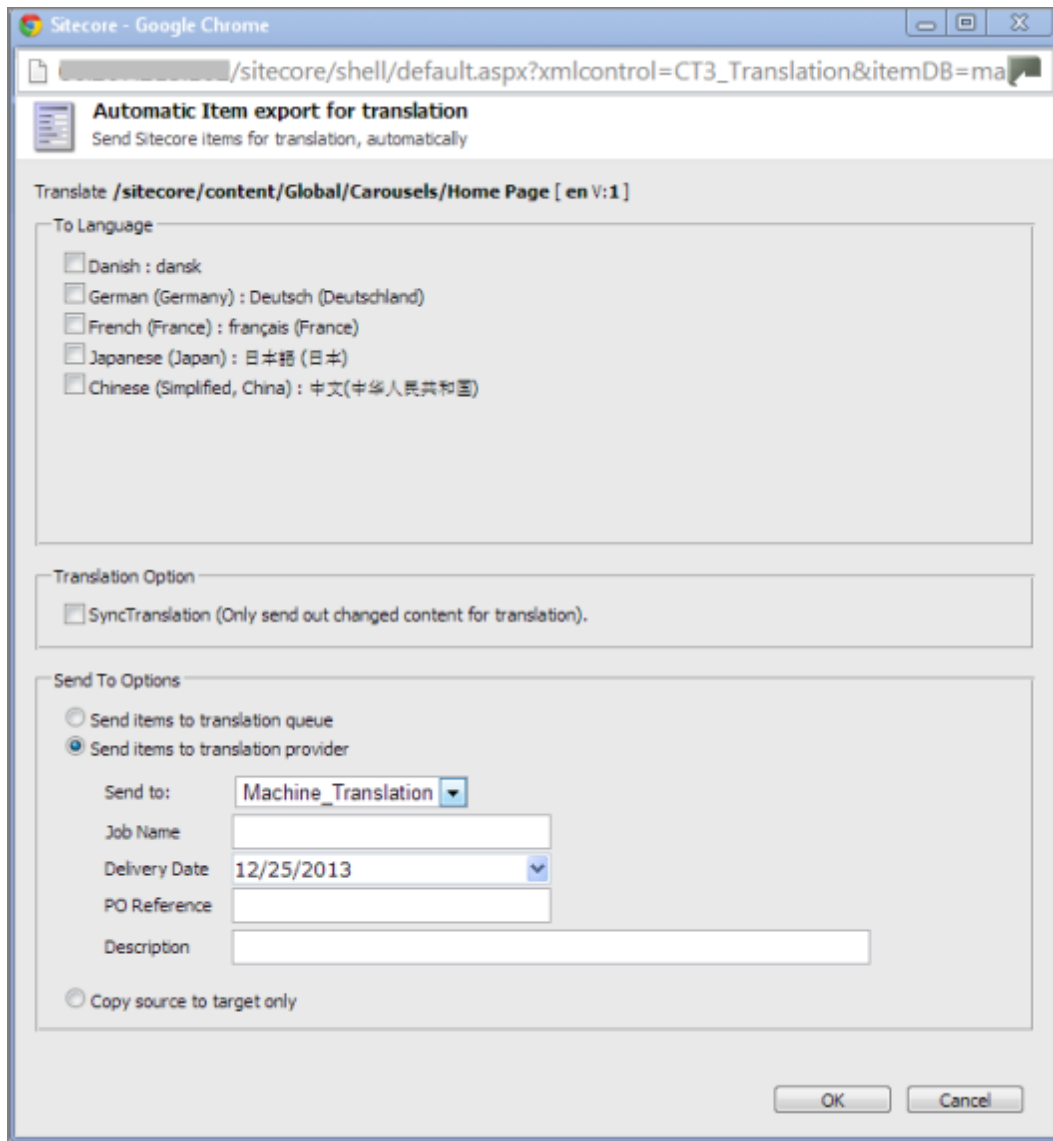 Sitecore - Google Chrome
/sitecore/shell/default.aspx?xmlcontrol=CT3_Translation&itemDB=ma
Automatic Item export for translation
Send Sitecore items for translation, automatically
Translate /sitecore/content/Global/Carousels/Home Page [ en V:1 ]
To Language
Danish : dansk
German (Germany) : Deutsch (Deutschland)
French (France) : français (France)
Japanese (Japan) : 日本語 (日本)
Chinese (Simplified, China) : 中文(中华人民共和国)
Translation Option
SyncTranslation (Only send out changed content for translation).
Send To Options
Send items to translation queue
Send items to translation provider
Send to: Machine_Translation
Job Name
Delivery Date 12/25/2013
PO Reference
Description
Copy source to target only
OK Cancel